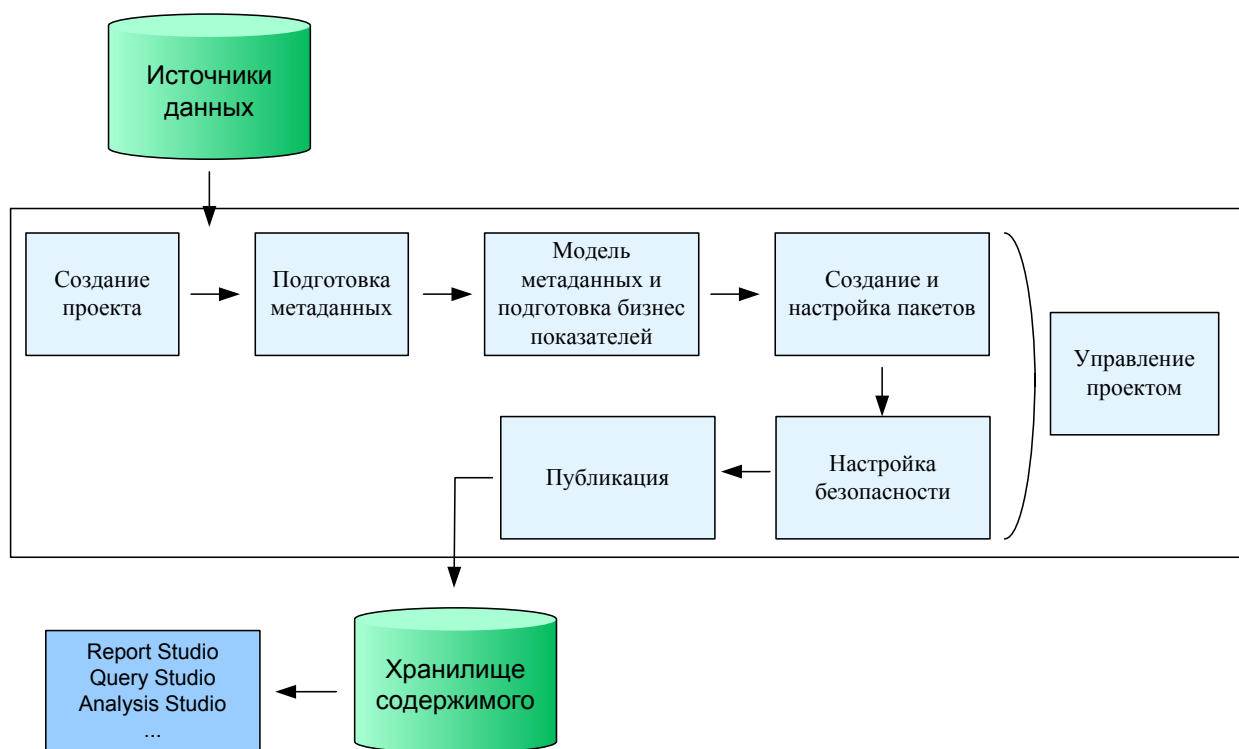 Источники
данных
Создание
проекта
Подготовка
метаданных
Модель
метаданных и
подготовка бизнес
показателей
Создание и
настройка пакетов
Управление
проектом
Публикация
Настройка
безопасности
Report Studio
Query Studio
Analysis Studio
...
Хранилище
содержимого